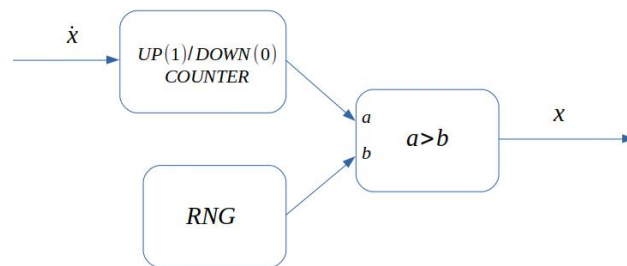 ẋ
UP(1)/DOWN(0)
COUNTER
a
b
a>b
x
RNG